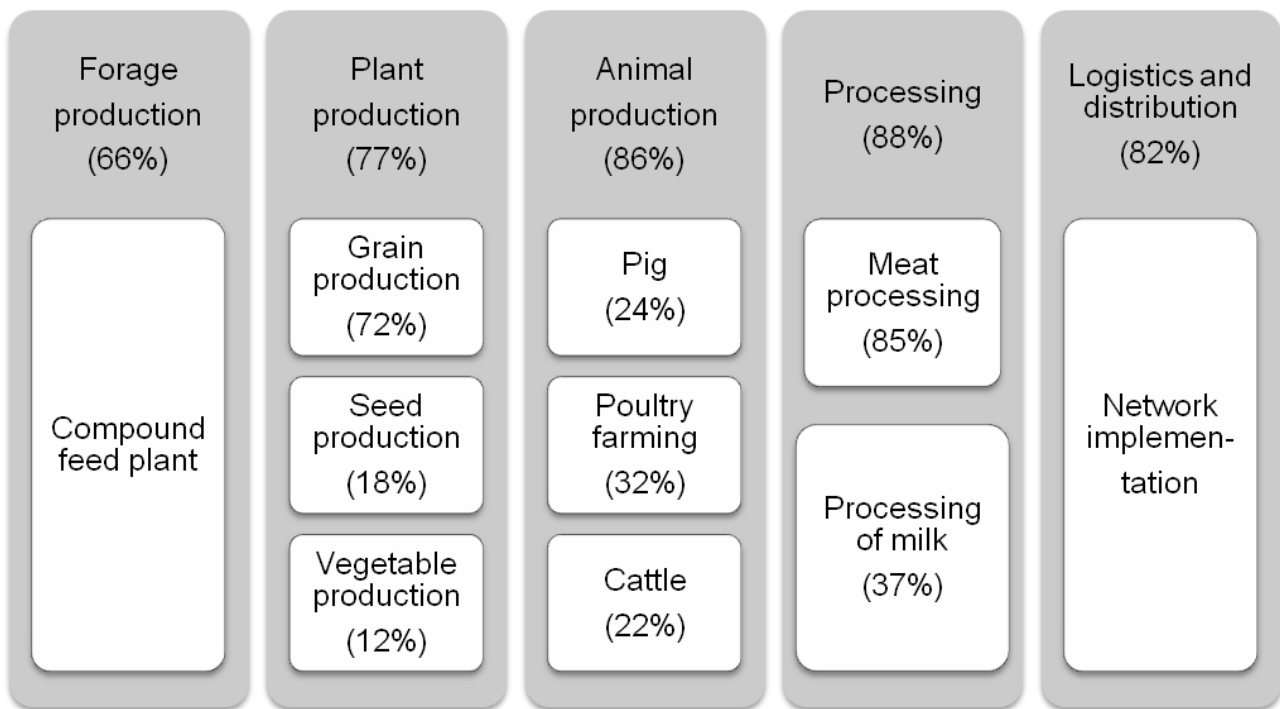 Forage
production
(66%)
Compound
feed plant
Plant
production
(77%)
Grain
production
(72%)
Seed
production
(18%)
Vegetable
production
(12%)
Animal
production
(86%)
Pig
(24%)
Poultry
farming
(32%)
Cattle
(22%)
Processing
(88%)
Meat
processing
(85%)
Processing
of milk
(37%)
Logistics and
distribution
(82%)
Network
implemen-
tation